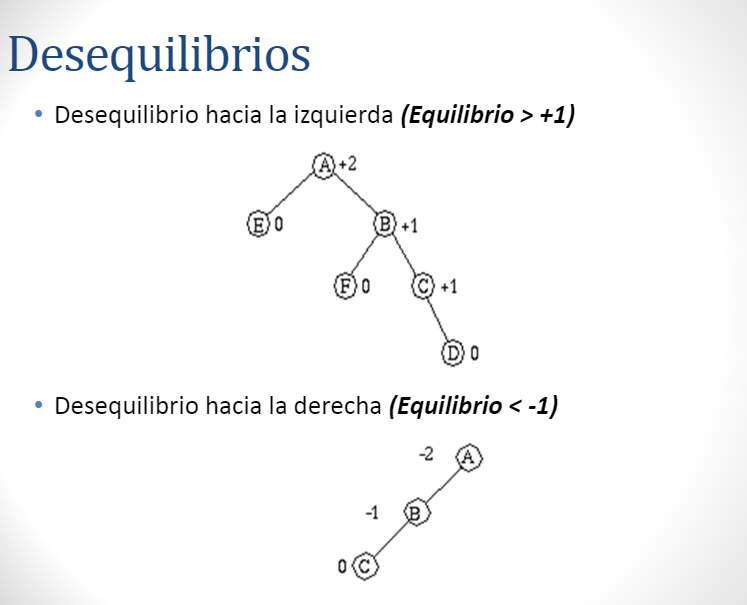 Desequilibrios
• Desequilibrio hacia la izquierda (Equilibrio > +1)
A +2
E 0
B +1
F 0
C +1
D 0
• Desequilibrio hacia la derecha (Equilibrio < -1)
-2 A
-1 B
0 C